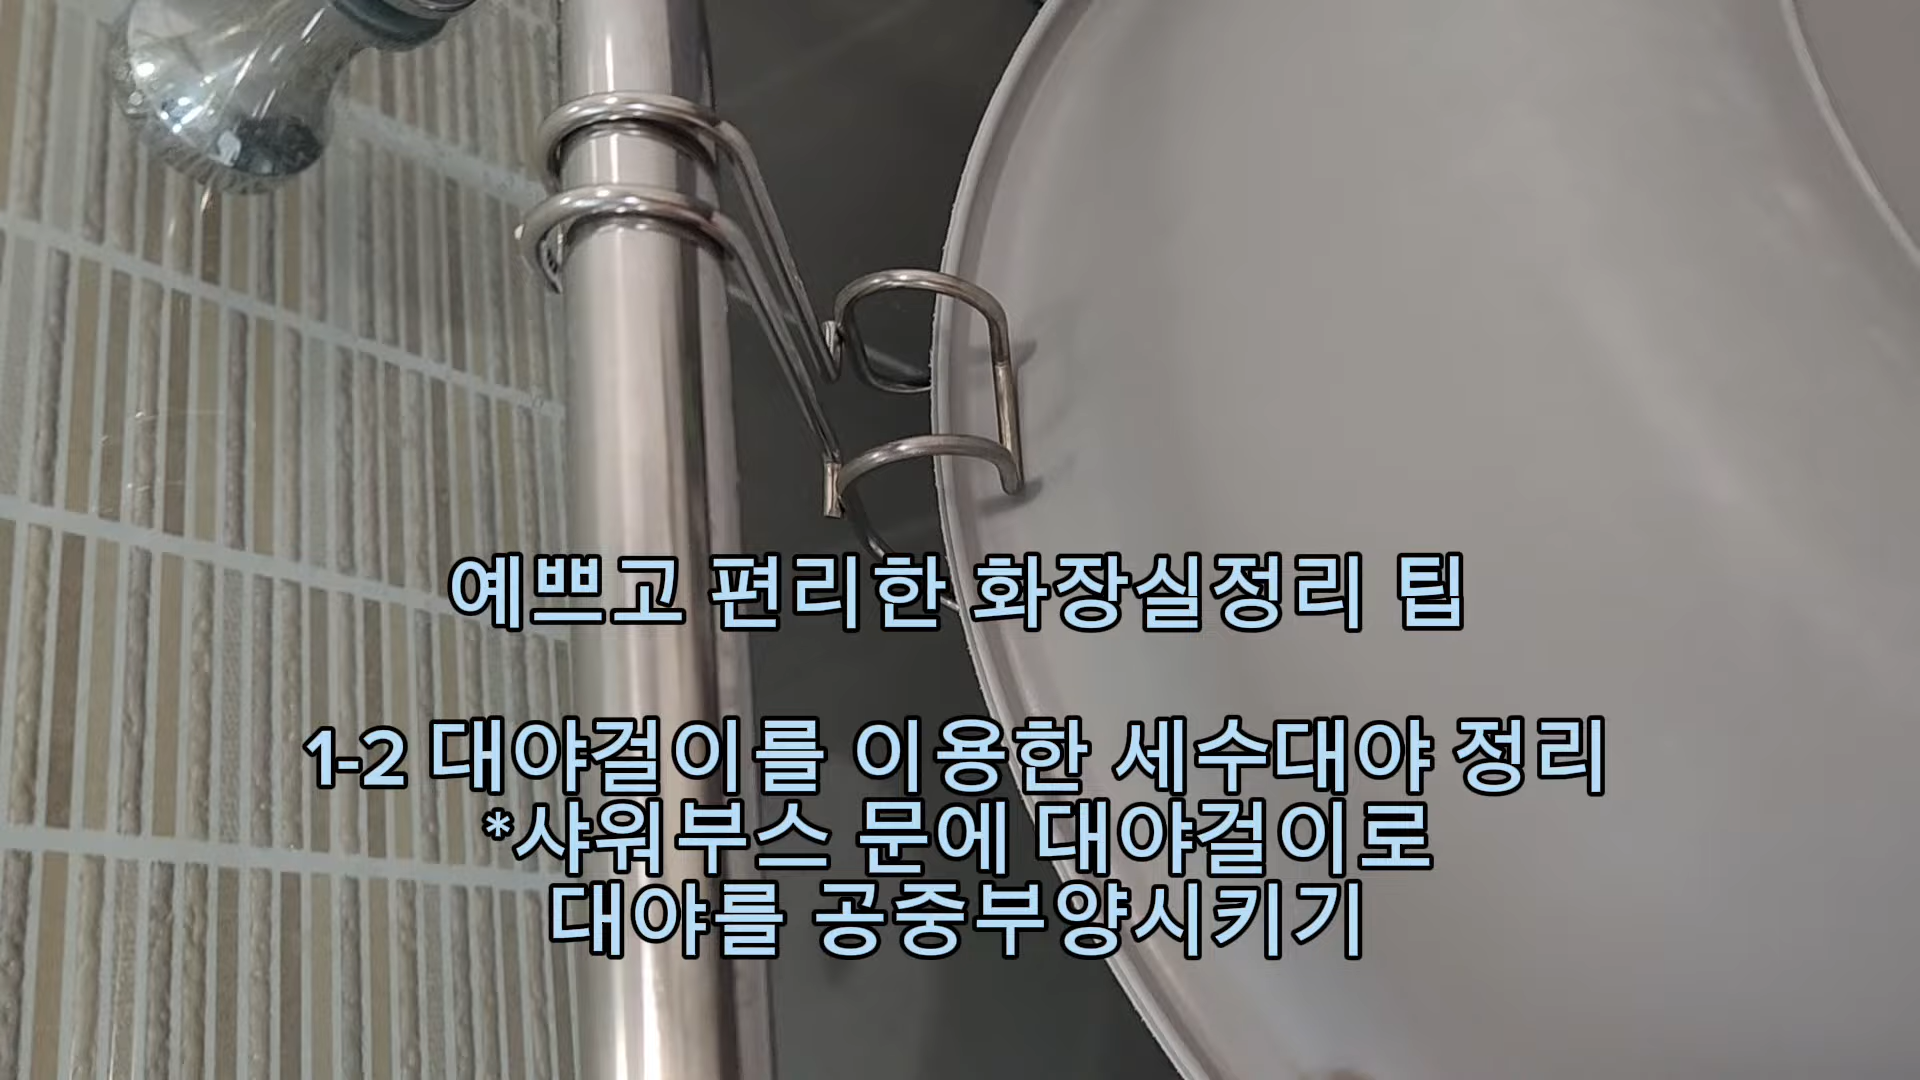 예쁘고 편리한 화장실정리 팁
1-2 대야걸이를 이용한 세수대야 정리
*샤워부스 문에 대야걸이로
대야를 공중부양시키기